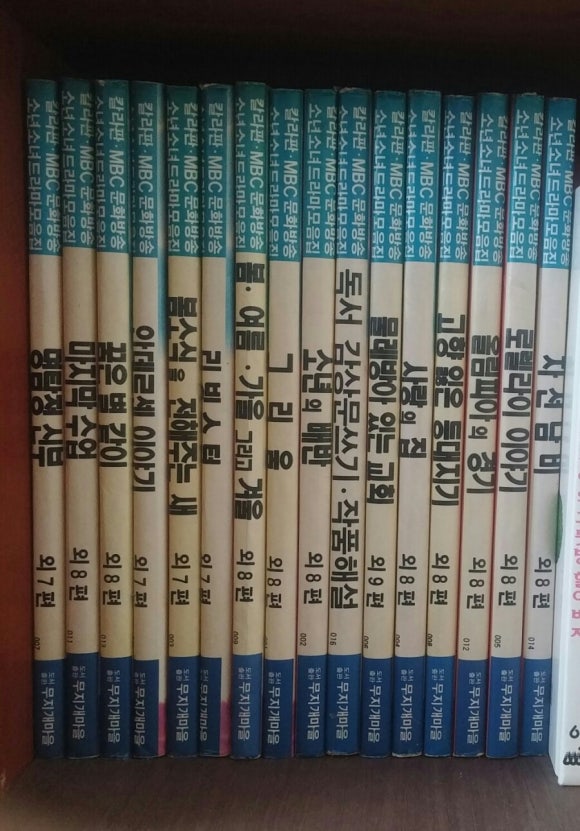 칼라판·MBC 문화방송
소년소녀드라마모음집
외7편
007
도서출판 무지개마을
칼라판·MBC 문화방송
소년소녀드라마모음집
마지막 수업
외8편
011
도서출판 무지개마을
칼라판·MBC 문화방송
소년소녀드라마모음집
꿈은 별 같이
외8편
013
도서출판 무지개마을
칼라판·MBC 문화방송
소년소녀드라마모음집
안데르센 이야기
외7편
도서출판 무지개마을
칼라판·MBC 문화방송
소년소녀드라마모음집
봄소식을 전해주는 새
외7편
003
도서출판 무지개마을
칼라판·MBC 문화방송
소년소녀드라마모음집
리빙스턴
외7편
도서출판 무지개마을
칼라판·MBC 문화방송
소년소녀드라마모음집
봄·여름·가을 그리고 겨울
외8편
009
도서출판 무지개마을
칼라판·MBC 문화방송
소년소녀드라마모음집
그리움
외8편
도서출판 무지개마을
칼라판·MBC 문화방송
소년소녀드라마모음집
소년의 배반
외8편
002
도서출판 무지개마을
칼라판·MBC 문화방송
소년소녀드라마모음집
독서 감상문쓰기·작품해설
016
도서출판 무지개마을
칼라판·MBC 문화방송
소년소녀드라마모음집
물레방아 있는 교회
외9편
006
도서출판 무지개마을
칼라판·MBC 문화방송
소년소녀드라마모음집
사랑의 집
외8편
004
도서출판 무지개마을
칼라판·MBC 문화방송
소년소녀드라마모음집
고향 잃은 등대지기
외8편
008
도서출판 무지개마을
칼라판·MBC 문화방송
소년소녀드라마모음집
올림피아의 경기
외8편
012
도서출판 무지개마을
칼라판·MBC 문화방송
소년소녀드라마모음집
로렐라이 이야기
외8편
005
도서출판 무지개마을
칼라판·MBC 문화방송
소년소녀드라마모음집
자선남비
외8편
014
도서출판 무지개마을
6